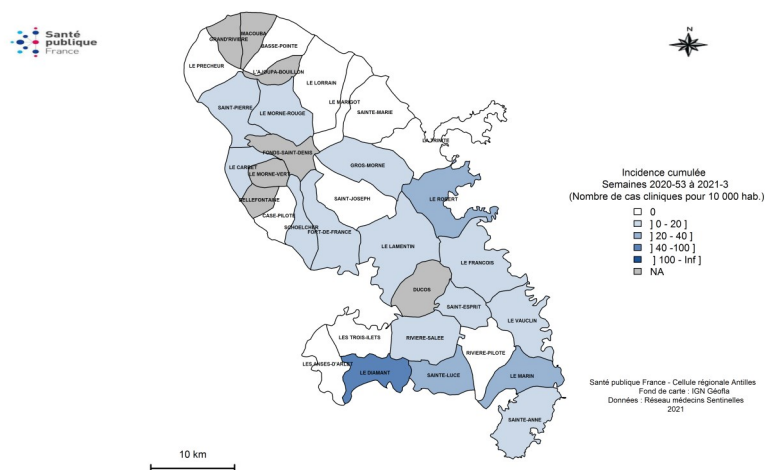 Santé
publique
France
MACOUBA
GRAND'RIVIERE
BASSE-POINTE
LE PRECHEUR
L'AJOUPA-BOUILLON
LE LORRAIN
LE MARIGOT
SAINT-PIERRE
LE MORNE-ROUGE
SAINTE-MARIE
LA TRINITE
FONDS-SAINT-DENIS
LE CARBET
GROS-MORNE
LE MORNE-VERT
BELLEFONTAINE
SAINT-JOSEPH
LE ROBERT
CASE-PILOTE
SCHOELCHER
FORT-DE-FRANCE
LE LAMENTIN
LE FRANCOIS
DUCOS
SAINT-ESPRIT
LE VAUCLIN
LES TROIS-ILETS
RIVIERE-SALEE
RIVIERE-PILOTE
LES ANSES-D'ARLET
LE DIAMANT
SAINTE-LUCE
LE MARIN
SAINTE-ANNE
10 km
Incidence cumulée
Semaines 2020-53 à 2021-3
(Nombre de cas cliniques pour 10 000 hab.)
0
] 0 - 20 ]
] 20 - 40 ]
] 40 -100 ]
] 100 - Inf ]
NA
Santé publique France - Cellule régionale Antilles
Fond de carte : IGN Géofla
Données : Réseau médecins Sentinelles
2021